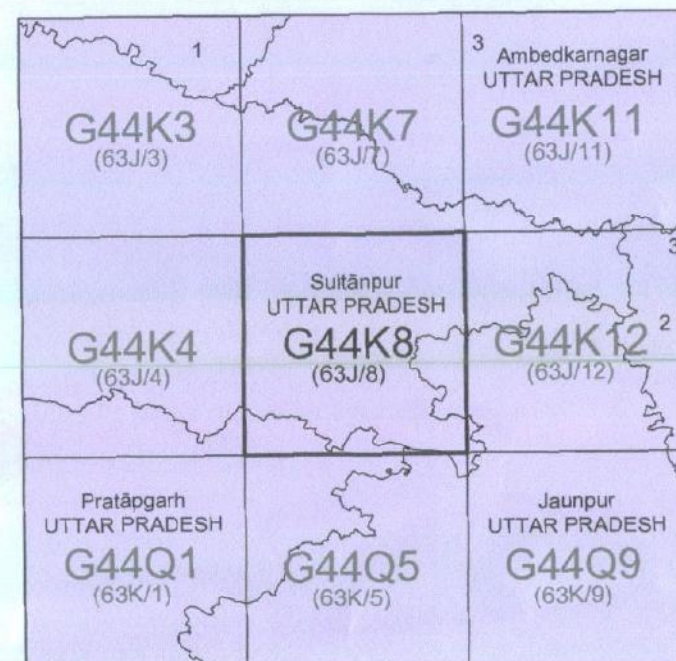 1
3
Ambedkarnagar
UTTAR PRADESH
G44K3
(63J/3)
G44K7
(63J/7)
G44K11
(63J/11)
3
Sultānpur
UTTAR PRADESH
2
G44K4
(63J/4)
G44K8
(63J/8)
G44K12
(63J/12)
Pratāpgarh
UTTAR PRADESH
Jaunpur
UTTAR PRADESH
G44Q1
(63K/1)
G44Q5
(63K/5)
G44Q9
(63K/9)